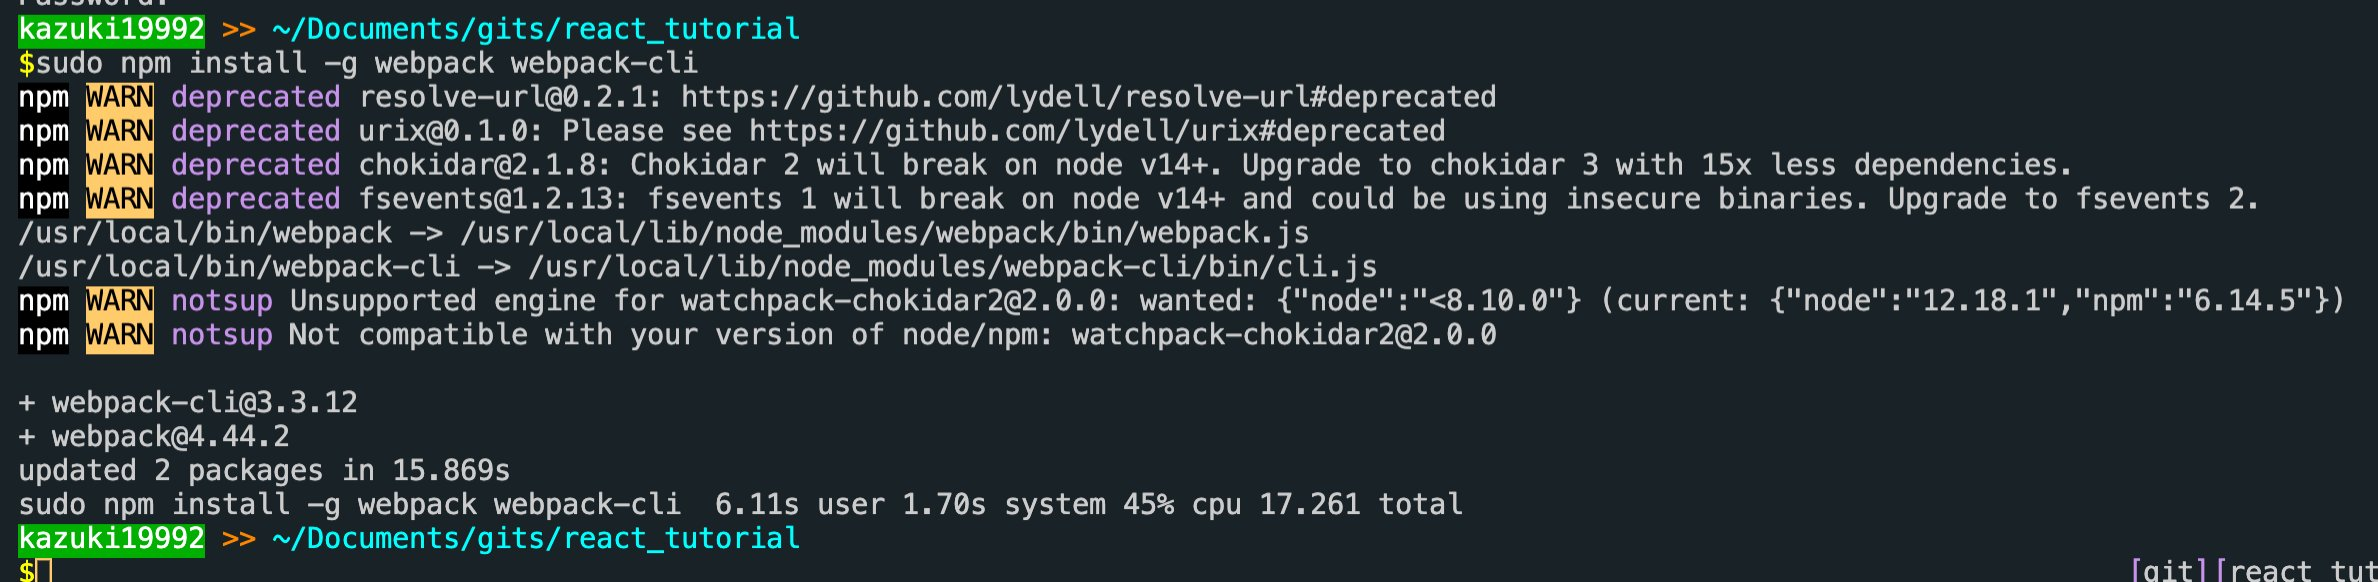 Password:
kazuki19992 >> ~/Documents/gits/react_tutorial
$sudo npm install -g webpack webpack-cli
npm WARN deprecated resolve-url@0.2.1: https://github.com/lydell/resolve-url#deprecated
npm WARN deprecated urix@0.1.0: Please see https://github.com/lydell/urix#deprecated
npm WARN deprecated chokidar@2.1.8: Chokidar 2 will break on node v14+. Upgrade to chokidar 3 with 15x less dependencies.
npm WARN deprecated fsevents@1.2.13: fsevents 1 will break on node v14+ and could be using insecure binaries. Upgrade to fsevents 2.
/usr/local/bin/webpack -> /usr/local/lib/node_modules/webpack/bin/webpack.js
/usr/local/bin/webpack-cli -> /usr/local/lib/node_modules/webpack-cli/bin/cli.js
npm WARN notsup Unsupported engine for watchpack-chokidar2@2.0.0: wanted: {"node":"<8.10.0"} (current: {"node":"12.18.1","npm":"6.14.5"})
npm WARN notsup Not compatible with your version of node/npm: watchpack-chokidar2@2.0.0
+ webpack-cli@3.3.12
+ webpack@4.44.2
updated 2 packages in 15.869s
sudo npm install -g webpack webpack-cli  6.11s user 1.70s system 45% cpu 17.261 total
kazuki19992 >> ~/Documents/gits/react_tutorial
$ [git][react_tut